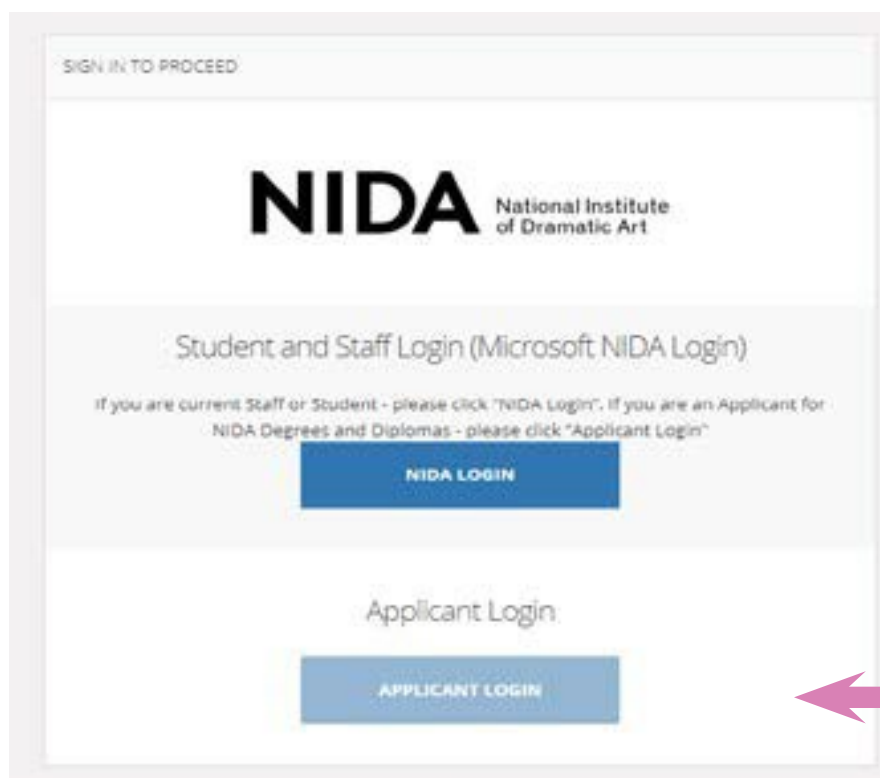 SIGN IN TO PROCEED
NIDA National Institute
of Dramatic Art
Student and Staff Login (Microsoft NIDA Login)
If you are current Staff or Student - please click "NIDA Login". If you are an Applicant for
NIDA Degrees and Diplomas - please click "Applicant Login"
NIDA LOGIN
Applicant Login
APPLICANT LOGIN